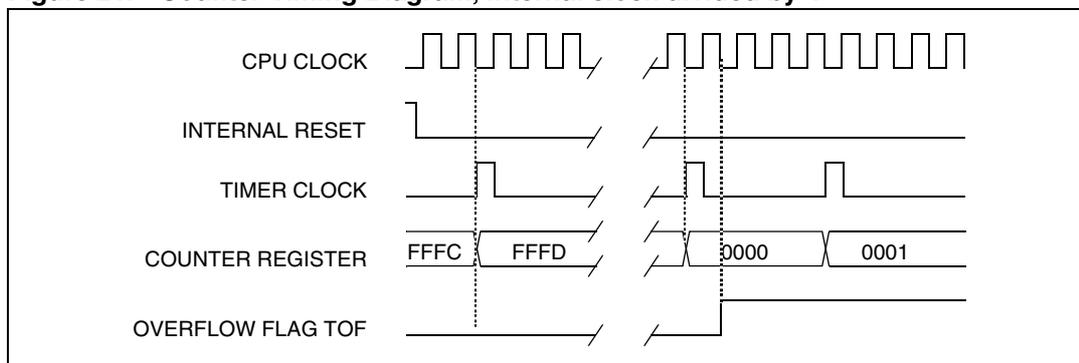 CPU CLOCK
INTERNAL RESET
TIMER CLOCK
COUNTER REGISTER FFFC FFFD 0000 0001
OVERFLOW FLAG TOF